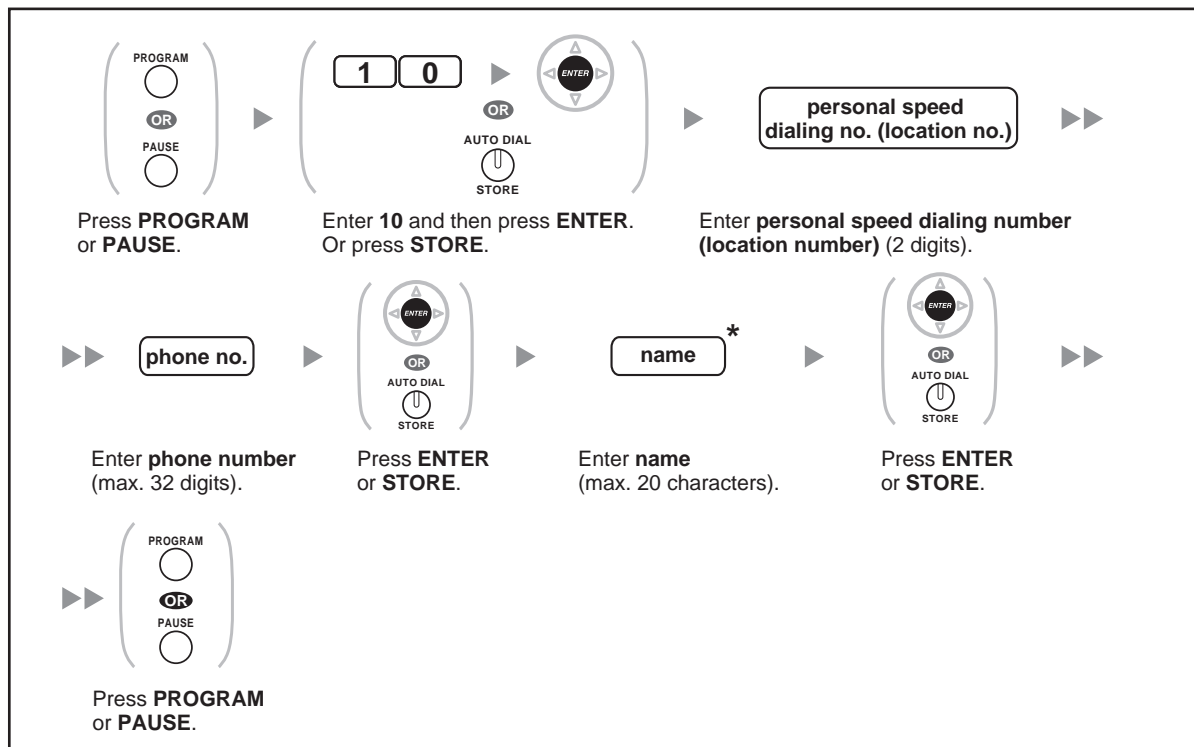 PROGRAM
OR
PAUSE
1 0
ENTER
OR
AUTO DIAL
STORE
personal speed
dialing no. (location no.)
Press PROGRAM
or PAUSE.
Enter 10 and then press ENTER.
Or press STORE.
Enter personal speed dialing number
(location number) (2 digits).
phone no.
ENTER
OR
AUTO DIAL
STORE
name *
ENTER
OR
AUTO DIAL
STORE
Enter phone number
(max. 32 digits).
Press ENTER
or STORE.
Enter name
(max. 20 characters).
Press ENTER
or STORE.
PROGRAM
OR
PAUSE
Press PROGRAM
or PAUSE.